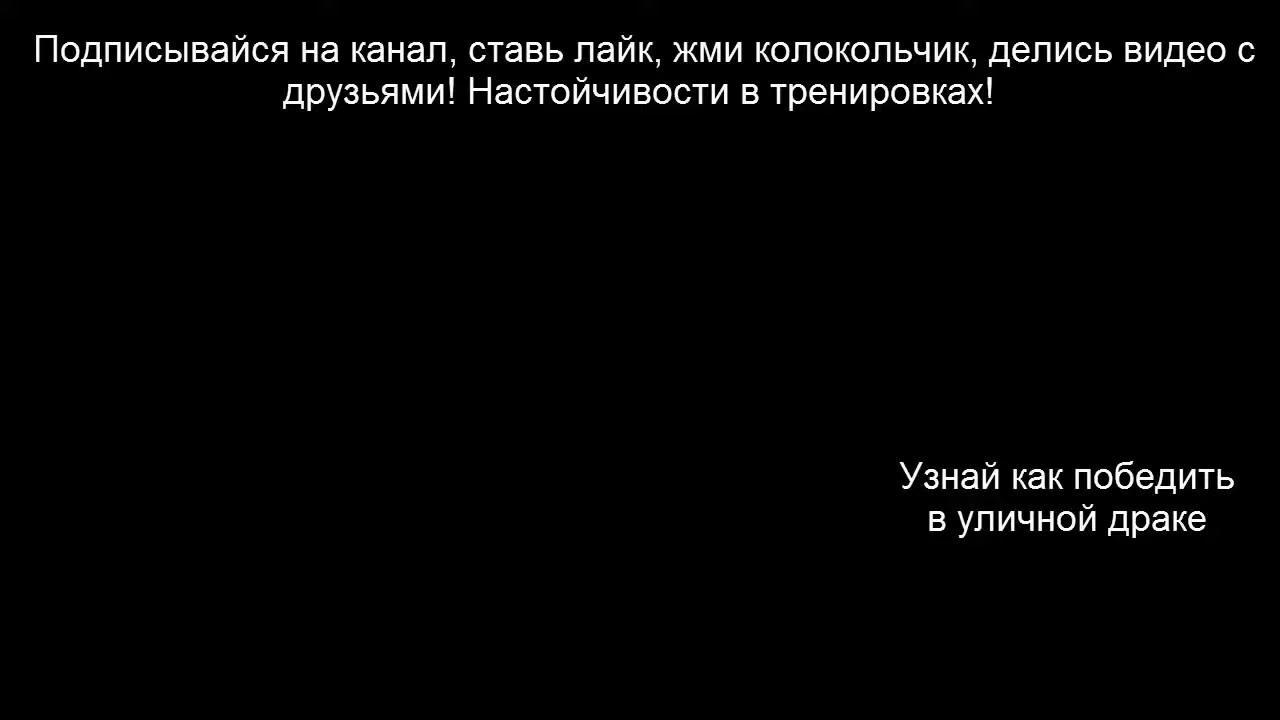 Подписывайся на канал, ставь лайк, жми колокольчик, делись видео с
друзьями! Настойчивости в тренировках!
Узнай как победить
в уличной драке